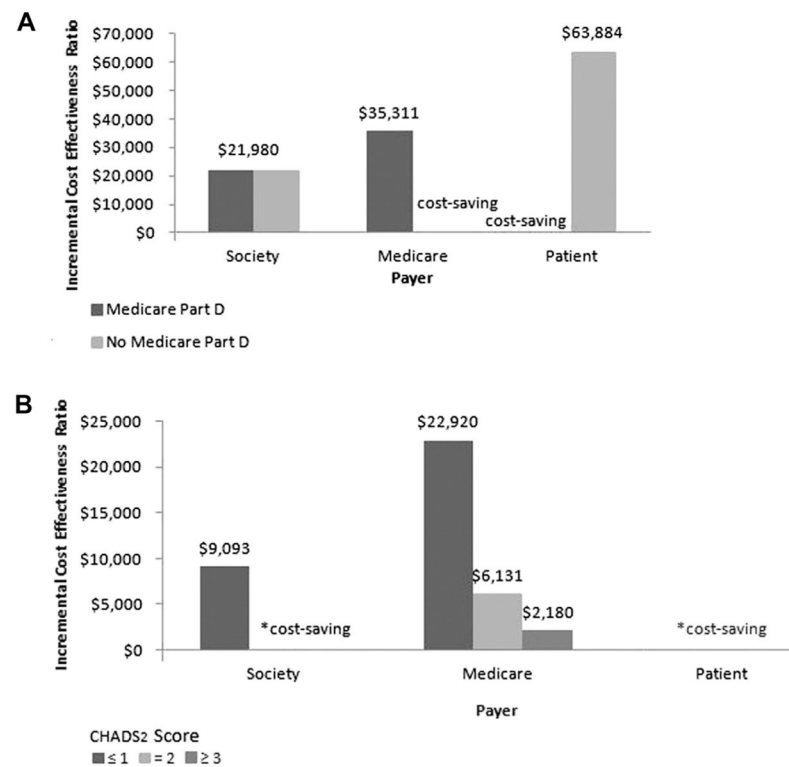 A
Incremental Cost Effectiveness Ratio
$70,000
$60,000
$50,000
$40,000
$30,000
$20,000
$10,000
$0
$21,980
$35,311
cost-saving
cost-saving
$63,884
Society
Medicare
Patient
Payer
Medicare Part D
No Medicare Part D
B
Incremental Cost Effectiveness Ratio
$25,000
$20,000
$15,000
$10,000
$5,000
$0
$9,093
*cost-saving
$22,920
$6,131
$2,180
*cost-saving
Society
Medicare
Patient
Payer
CHADS2 Score
≤ 1 = 2 ≥ 3